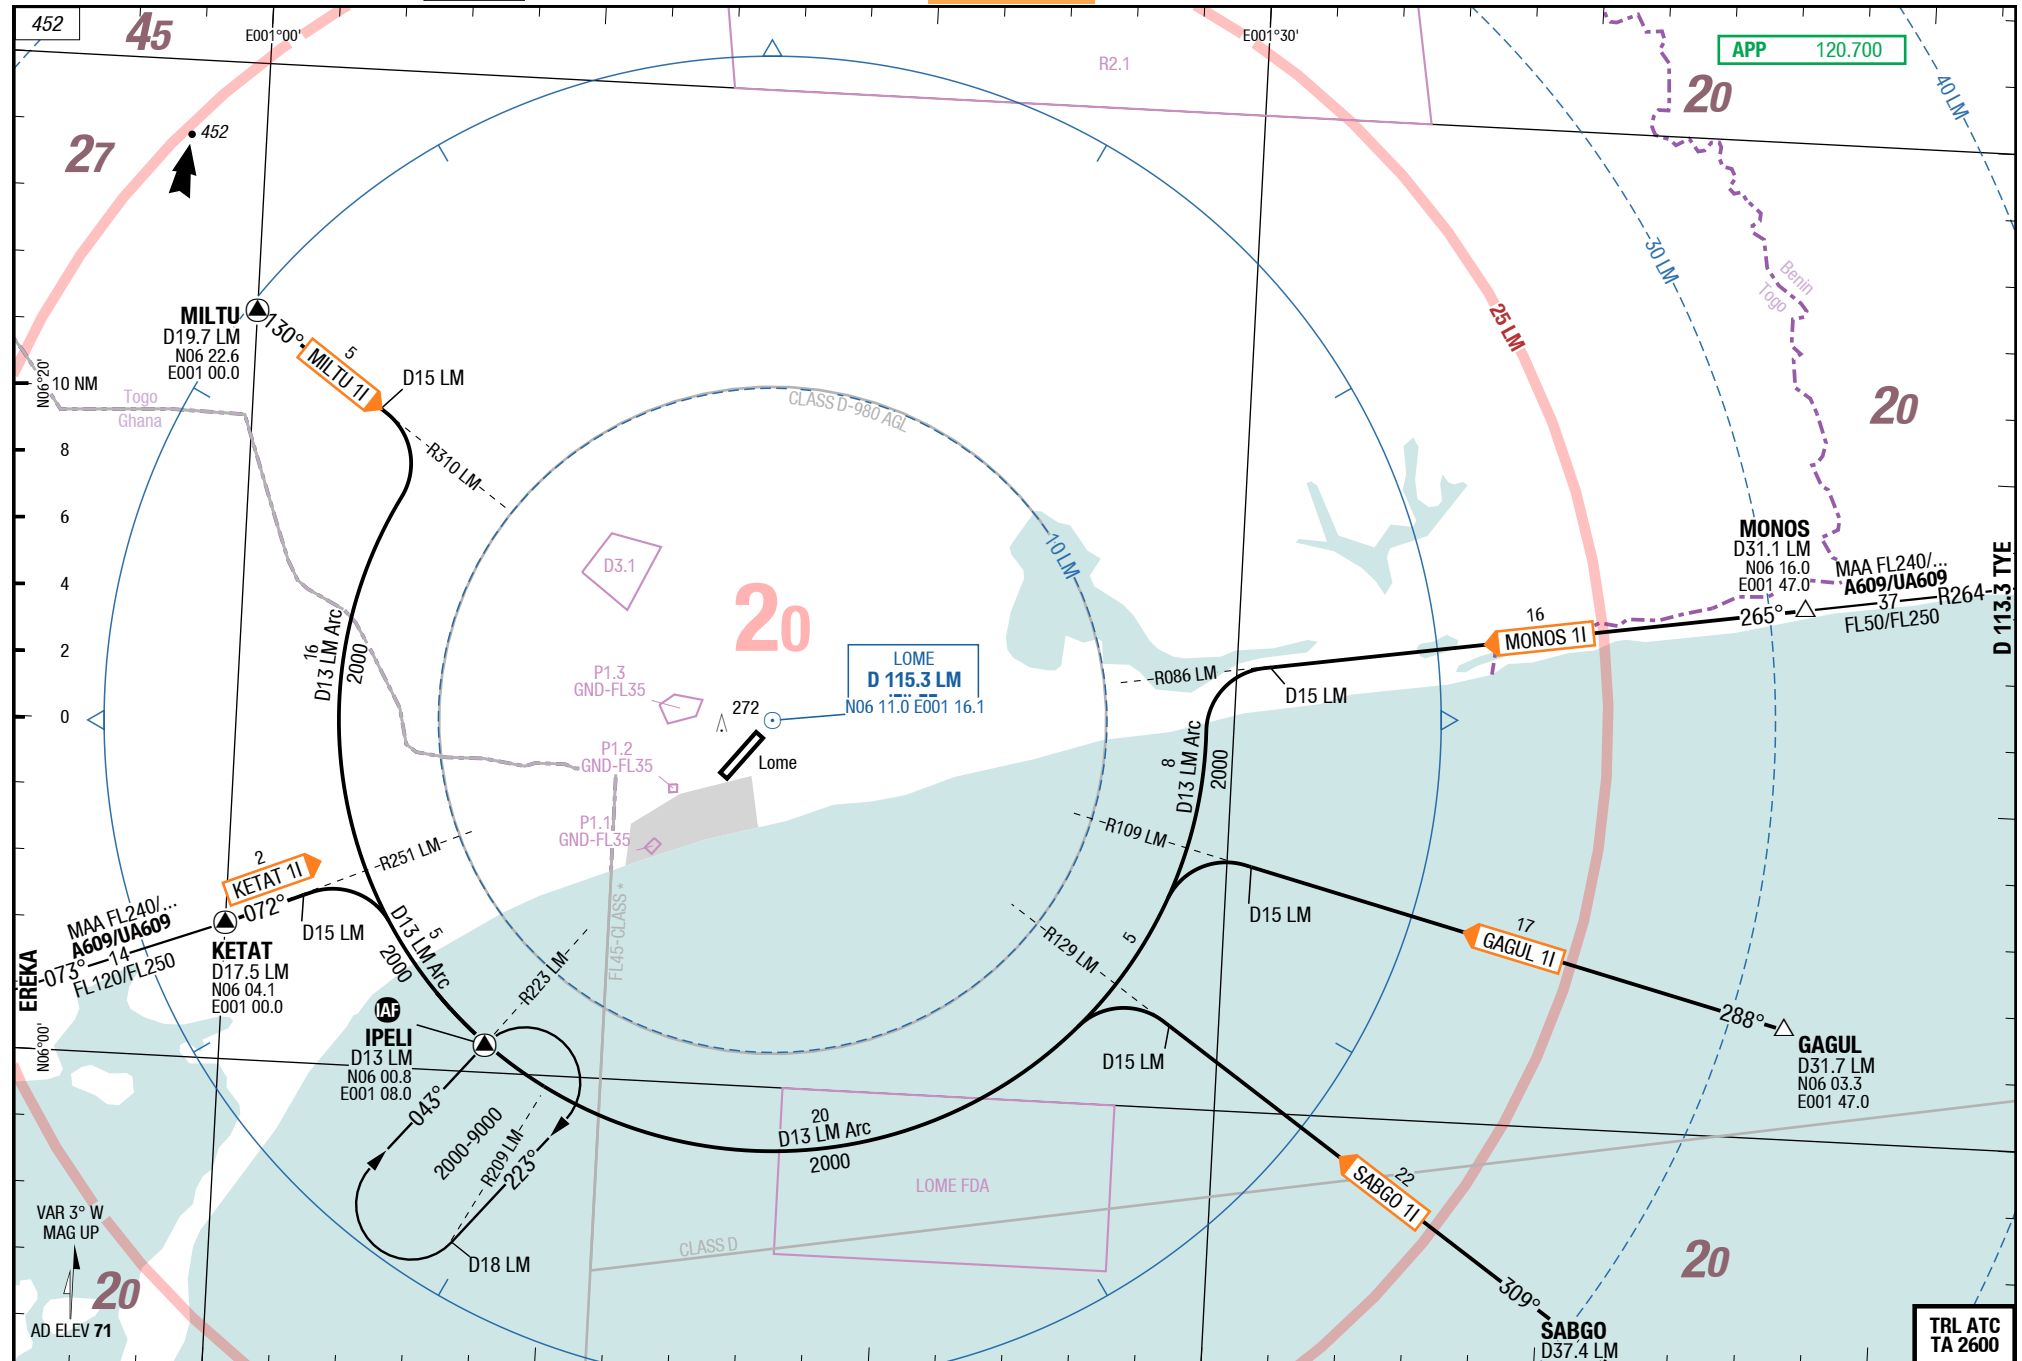 452
45
E001°00'
E001°30'
R2.1
APP 120.700
20
40 LM
27
452
30 LM
Benin
Togo
MILTU
D19.7 LM
N06 22.6
E001 00.0
130°
5
MILTU 1I
D15 LM
25 LM
N06°20'
10 NM
Togo
Ghana
CLASS D-980 AGL
20
8
R310 LM
6
4
2
0
10 LM
D3.1
20
MONOS
D31.1 LM
N06 16.0
E001 47.0
MAA FL240/...
A609/UA609
37
R264
FL50/FL250
D 113.3 TYE
265°
16
MONOS 1I
16
D13 LM Arc
2000
P1.3
GND-FL35
LOME
D 115.3 LM
N06 11.0 E001 16.1
R086 LM
D15 LM
272
Lome
P1.2
GND-FL35
8
D13 LM Arc
2000
P1.1
GND-FL35
R109 LM
R251 LM
2
KETAT 1I
072°
MAA FL240/...
A609/UA609
073°
14
FL120/FL250
EREKA
D15 LM
KETAT
D17.5 LM
N06 04.1
E001 00.0
5
D13 LM Arc
2000
FL45-CLASS *
R223 LM
R129 LM
5
D15 LM
17
GAGUL 1I
288°
GAGUL
D31.7 LM
N06 03.3
E001 47.0
IAF
IPELI
D13 LM
N06 00.8
E001 08.0
N06°00'
D15 LM
043°
2000-9000
R209 LM
223°
20
D13 LM Arc
2000
LOME FDA
22
SABGO 1I
CLASS D
D18 LM
VAR 3° W
MAG UP
20
AD ELEV 71
20
309°
SABGO
D37.4 LM
TRL ATC
TA 2600